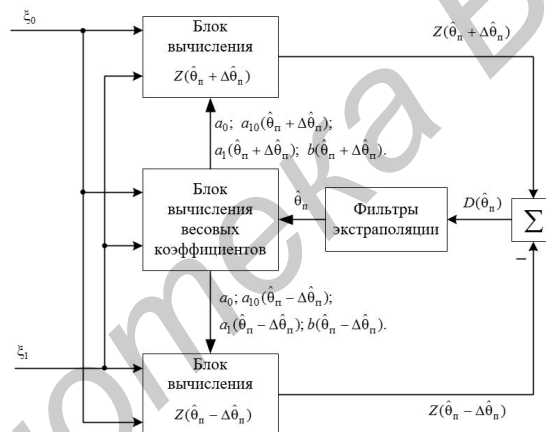 ξ₀
Блок
вычисления
Z(θ̂ₚ + Δθ̂ₚ)
Z(θ̂ₚ + Δθ̂ₚ)
a₀; a₁₀(θ̂ₚ + Δθ̂ₚ);
a₁(θ̂ₚ + Δθ̂ₚ); b(θ̂ₚ + Δθ̂ₚ).
Блок
вычисления
весовых
коэффициентов
θ̂ₚ
Фильтры
экстраполяции
D(θ̂ₚ)
Σ
−
a₀; a₁₀(θ̂ₚ − Δθ̂ₚ);
a₁(θ̂ₚ − Δθ̂ₚ); b(θ̂ₚ − Δθ̂ₚ).
ξ₁
Блок
вычисления
Z(θ̂ₚ − Δθ̂ₚ)
Z(θ̂ₚ − Δθ̂ₚ)